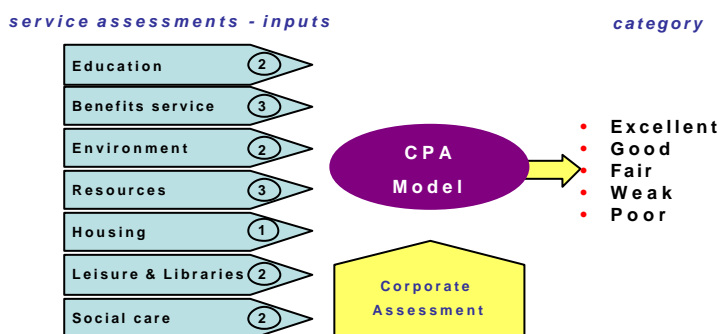 service assessments - inputs
category
Education 2
Benefits service 3
Environment 2
Resources 3
Housing 1
Leisure & Libraries 2
Social care 2
CPA
Model
Corporate
Assessment
• Excellent
• Good
• Fair
• Weak
• Poor